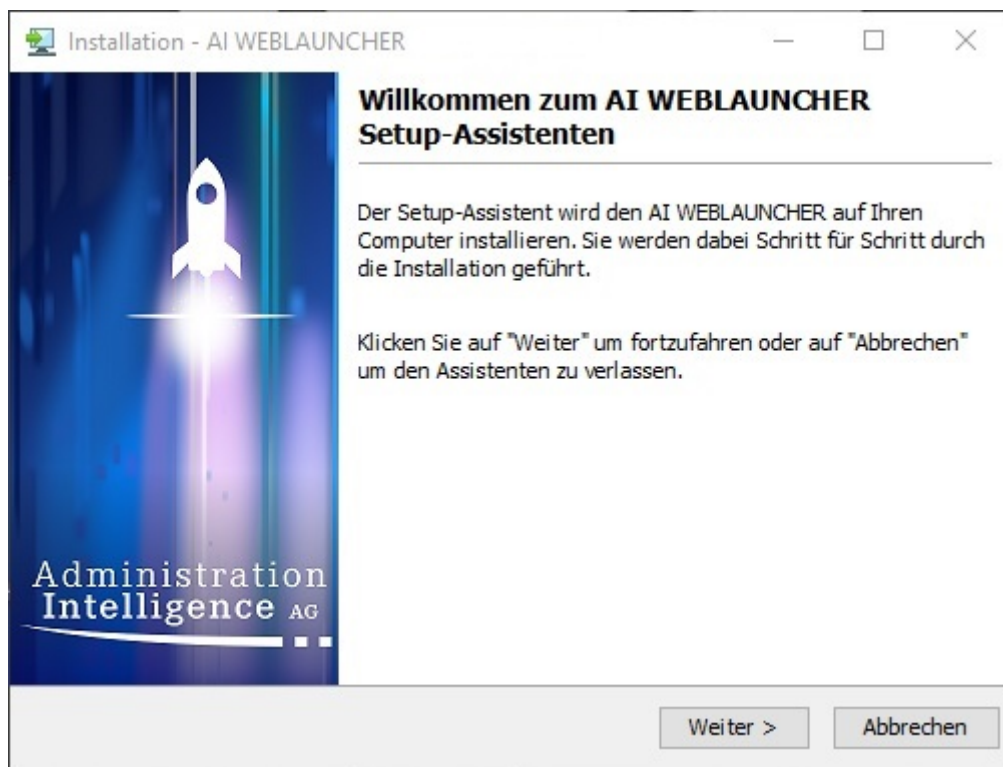 Installation - AI WEBLAUNCHER
Willkommen zum AI WEBLAUNCHER
Setup-Assistenten
Der Setup-Assistent wird den AI WEBLAUNCHER auf Ihren
Computer installieren. Sie werden dabei Schritt für Schritt durch
die Installation geführt.
Klicken Sie auf "Weiter" um fortzufahren oder auf "Abbrechen"
um den Assistenten zu verlassen.
Administration
Intelligence AG
Weiter >
Abbrechen